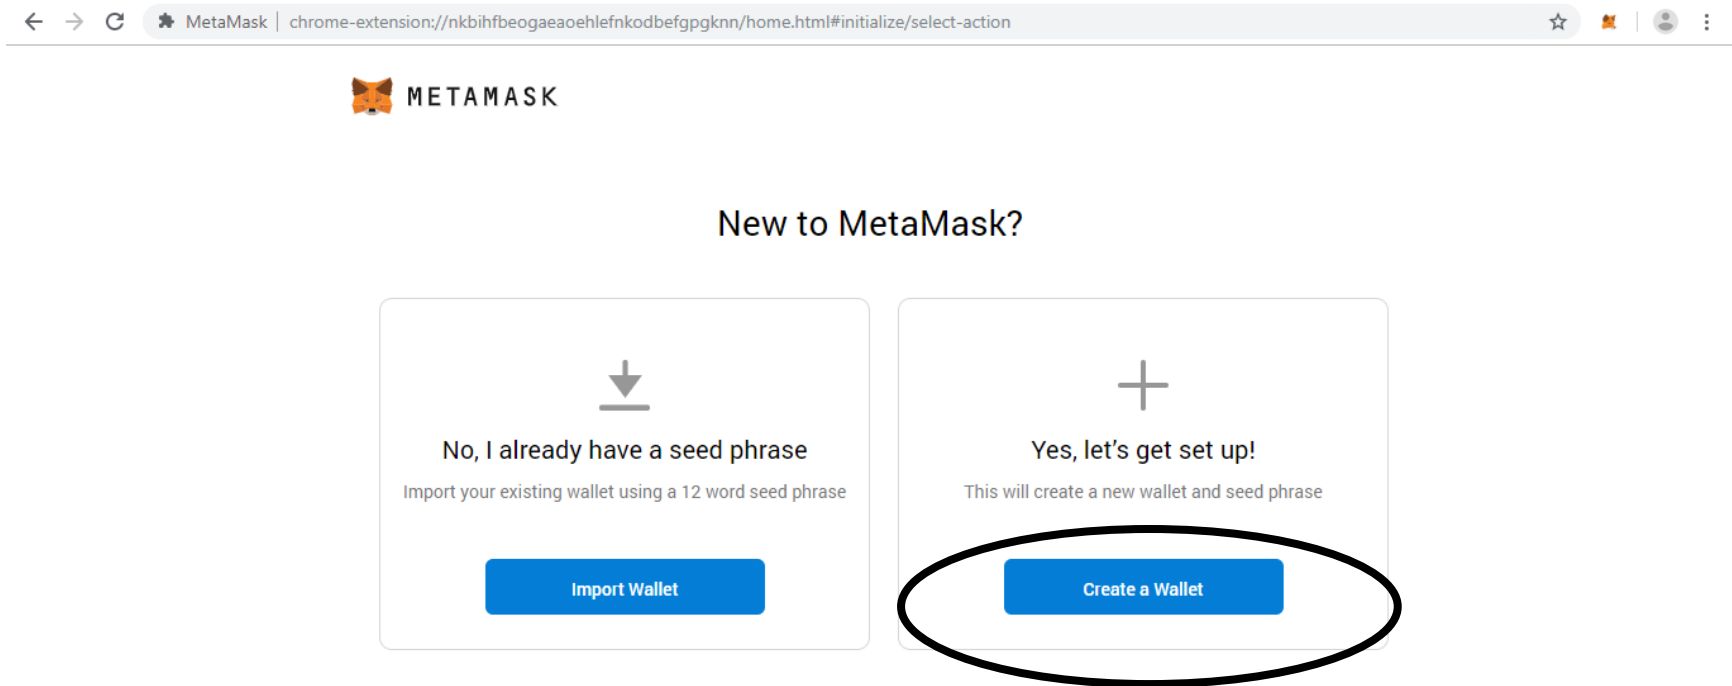 MetaMask | chrome-extension://nkbihfbeogaeaoehlefnkodbefgpgknn/home.html#initialize/select-action
METAMASK
New to MetaMask?
No, I already have a seed phrase
Import your existing wallet using a 12 word seed phrase
Import Wallet
Yes, let's get set up!
This will create a new wallet and seed phrase
Create a Wallet